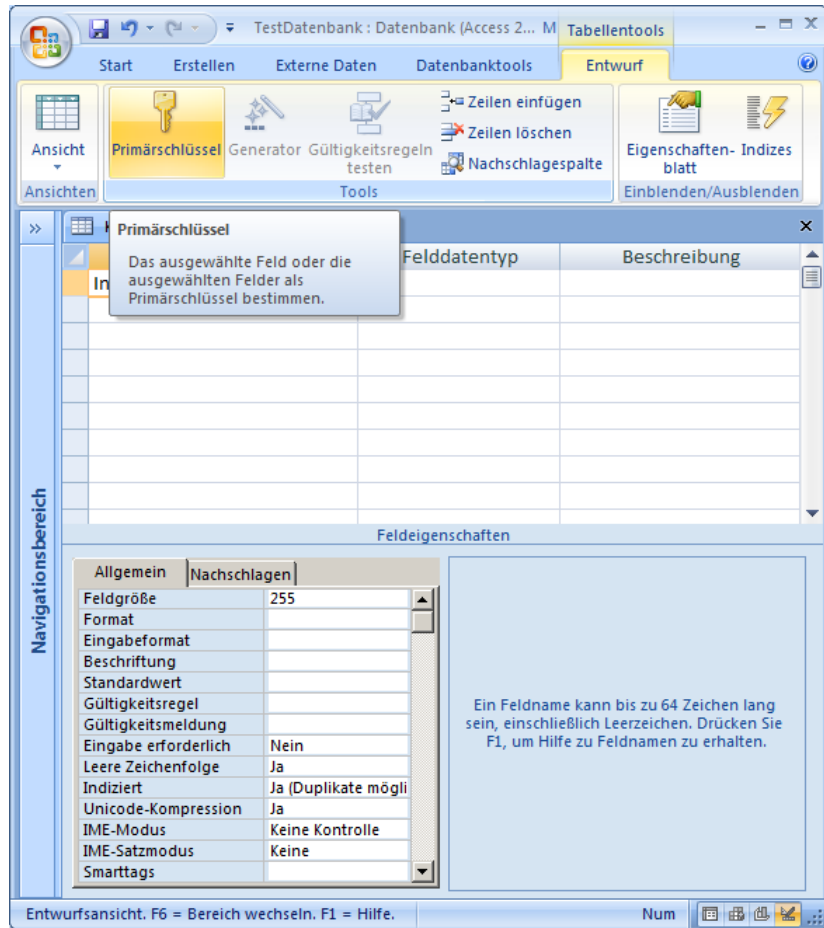 TestDatenbank : Datenbank (Access 2... M
Tabellentools
Start Erstellen Externe Daten Datenbanktools Entwurf
Ansicht
Primärschlüssel
Generator
Gültigkeitsregeln
testen
Zeilen einfügen
Zeilen löschen
Nachschlagespalte
Eigenschaften-
blatt
Indizes
Ansichten
Tools
Einblenden/Ausblenden
Primärschlüssel
Das ausgewählte Feld oder die
ausgewählten Felder als
Primärschlüssel bestimmen.
Felddatentyp Beschreibung
In
Navigationsbereich
Feldeigenschaften
Allgemein Nachschlagen
Feldgröße 255
Format
Eingabeformat
Beschriftung
Standardwert
Gültigkeitsregel
Gültigkeitsmeldung
Eingabe erforderlich Nein
Leere Zeichenfolge Ja
Indiziert Ja (Duplikate mögli
Unicode-Kompression Ja
IME-Modus Keine Kontrolle
IME-Satzmodus Keine
Smarttags
Ein Feldname kann bis zu 64 Zeichen lang
sein, einschließlich Leerzeichen. Drücken Sie
F1, um Hilfe zu Feldnamen zu erhalten.
Entwurfsansicht. F6 = Bereich wechseln. F1 = Hilfe.
Num